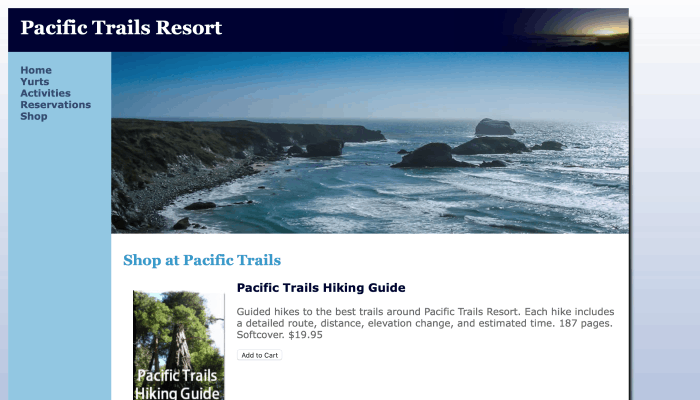 Pacific Trails Resort
Home
Yurts
Activities
Reservations
Shop
Shop at Pacific Trails
Pacific Trails Hiking Guide
Guided hikes to the best trails around Pacific Trails Resort. Each hike includes
a detailed route, distance, elevation change, and estimated time. 187 pages.
Softcover. $19.95
Add to Cart
Pacific Trails
Hiking Guide